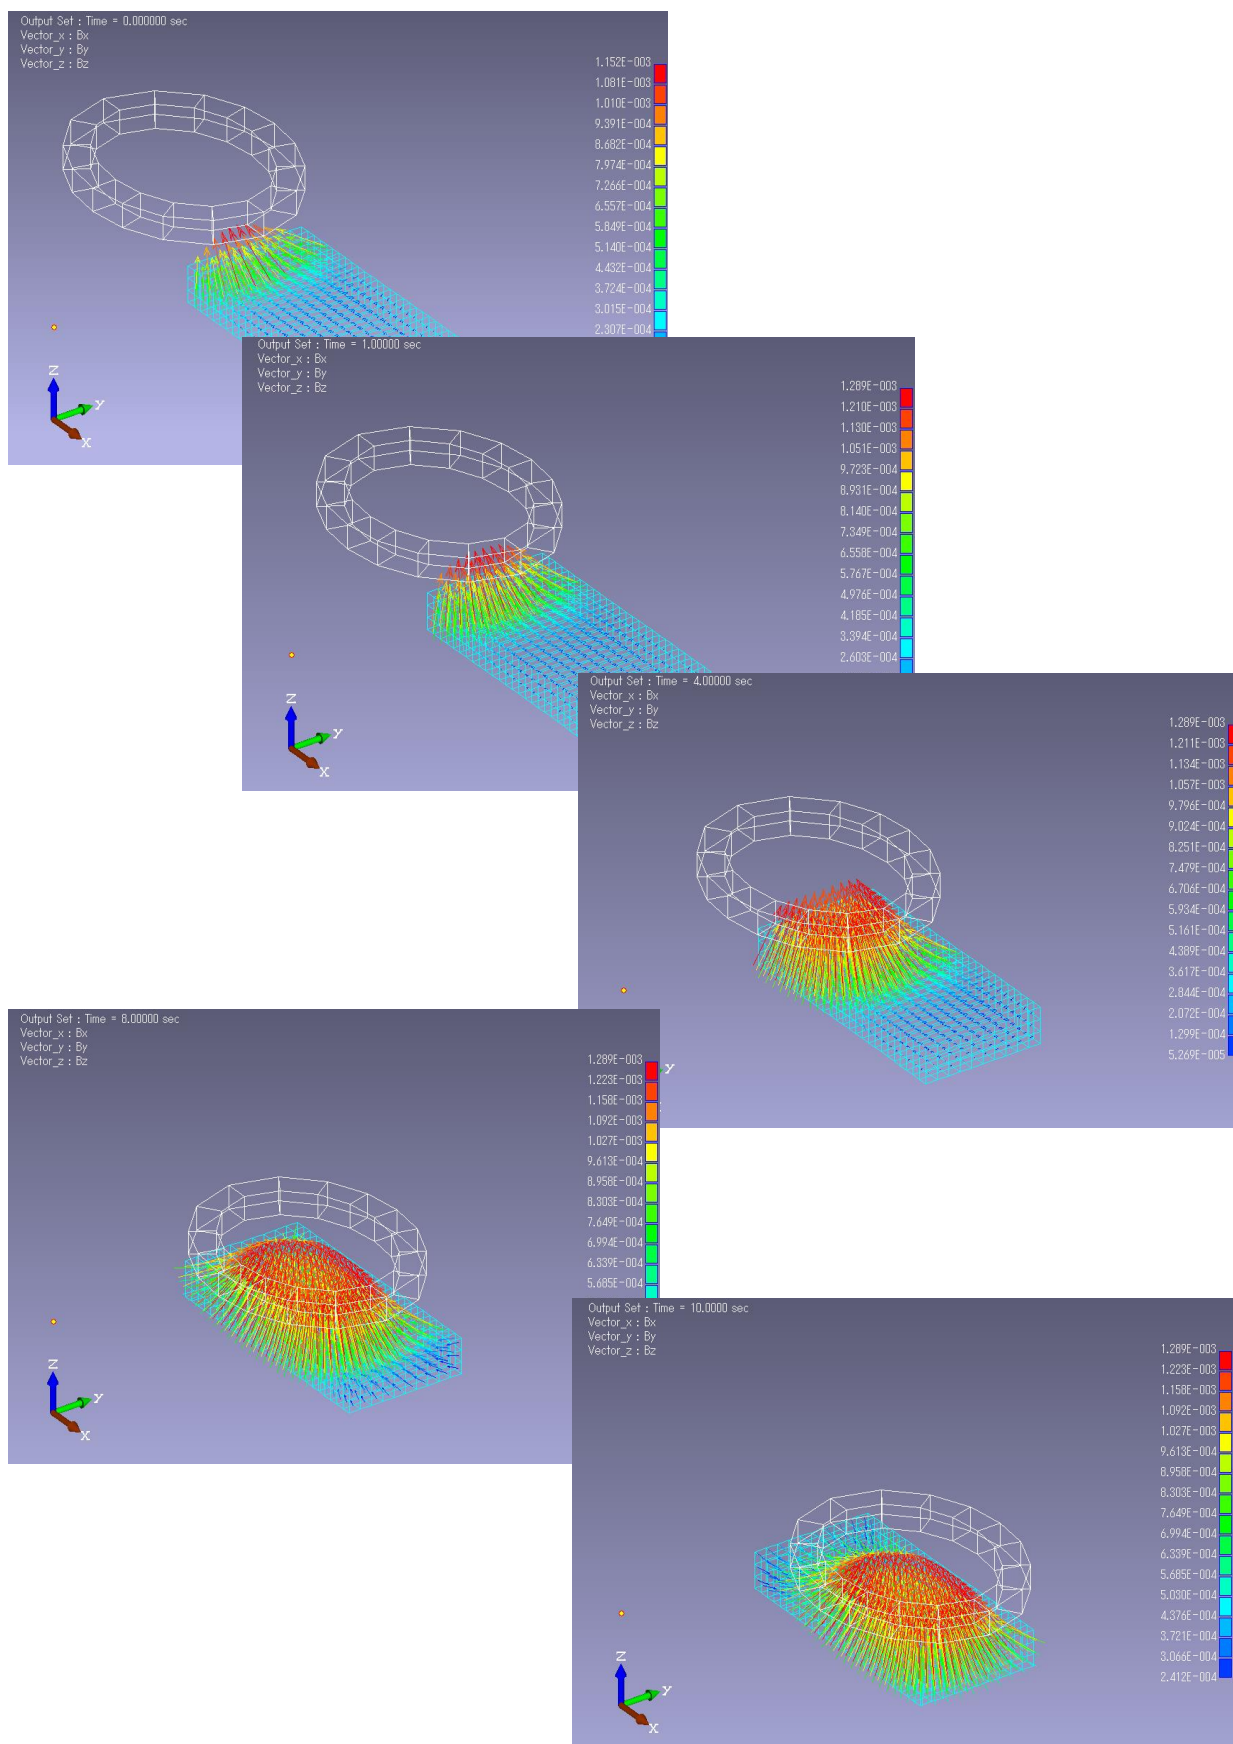 Output Set : Time = 0.000000 sec
Vector_x : Bx
Vector_y : By
Vector_z : Bz
1.152E-003
1.081E-003
1.010E-003
9.391E-004
8.682E-004
7.974E-004
7.266E-004
6.557E-004
5.849E-004
5.140E-004
4.432E-004
3.724E-004
3.015E-004
2.307E-004
Z
Y
X
Output Set : Time = 1.00000 sec
Vector_x : Bx
Vector_y : By
Vector_z : Bz
1.289E-003
1.210E-003
1.130E-003
1.051E-003
9.723E-004
8.931E-004
8.140E-004
7.349E-004
6.558E-004
5.767E-004
4.976E-004
4.185E-004
3.394E-004
2.603E-004
Z
Y
X
Output Set : Time = 4.00000 sec
Vector_x : Bx
Vector_y : By
Vector_z : Bz
1.289E-003
1.211E-003
1.134E-003
1.057E-003
9.796E-004
9.024E-004
8.251E-004
7.479E-004
6.706E-004
5.934E-004
5.161E-004
4.389E-004
3.617E-004
2.844E-004
2.072E-004
1.299E-004
5.269E-005
Y
Output Set : Time = 8.00000 sec
Vector_x : Bx
Vector_y : By
Vector_z : Bz
1.289E-003
1.223E-003
1.158E-003
1.092E-003
1.027E-003
9.613E-004
8.958E-004
8.303E-004
7.649E-004
6.994E-004
6.339E-004
5.685E-004
Z
Y
X
Output Set : Time = 10.0000 sec
Vector_x : Bx
Vector_y : By
Vector_z : Bz
1.289E-003
1.223E-003
1.158E-003
1.092E-003
1.027E-003
9.613E-004
8.958E-004
8.303E-004
7.649E-004
6.994E-004
6.339E-004
5.685E-004
5.030E-004
4.376E-004
3.721E-004
3.066E-004
2.412E-004
Z
Y
X